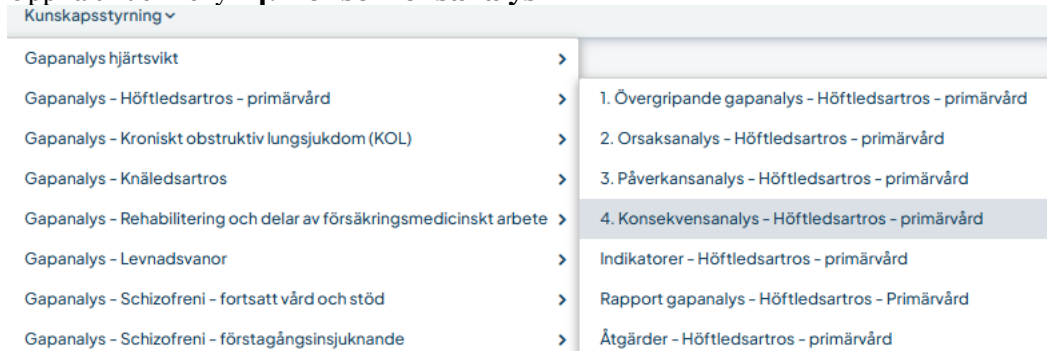 Kunskapsstyrning
Gapanalys hjärtsvikt
Gapanalys - Höftledsartros - primärvård
Gapanalys - Kroniskt obstruktiv lungsjukdom (KOL)
Gapanalys - Knäledsartros
Gapanalys - Rehabilitering och delar av försäkringsmedicinskt arbete
Gapanalys - Levnadsvanor
Gapanalys - Schizofreni - fortsatt vård och stöd
Gapanalys - Schizofreni - förstagångsinsjuknande
1. Övergripande gapanalys - Höftledsartros - primärvård
2. Orsaksanalys - Höftledsartros - primärvård
3. Påverkansanalys - Höftledsartros - primärvård
4. Konsekvensanalys - Höftledsartros - primärvård
Indikatorer - Höftledsartros - primärvård
Rapport gapanalys - Höftledsartros - Primärvård
Åtgärder - Höftledsartros - primärvård